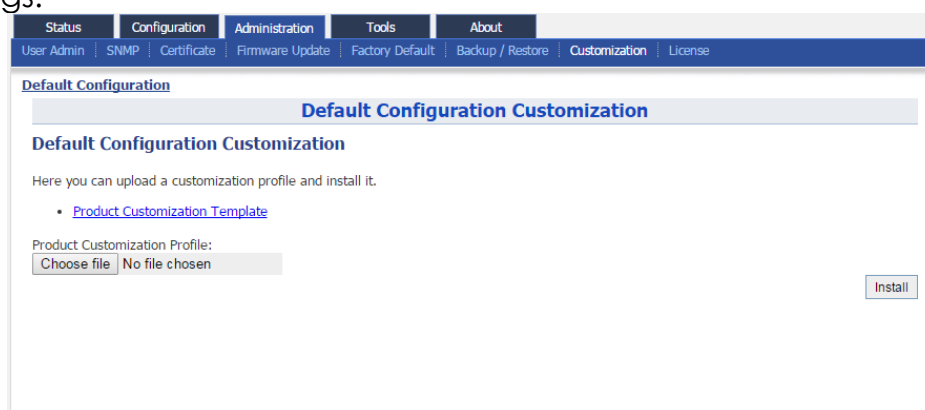 gs.
Status Configuration Administration Tools About
User Admin SNMP Certificate Firmware Update Factory Default Backup / Restore Customization License
Default Configuration
Default Configuration Customization
Default Configuration Customization
Here you can upload a customization profile and install it.
• Product Customization Template
Product Customization Profile:
Choose file No file chosen
Install